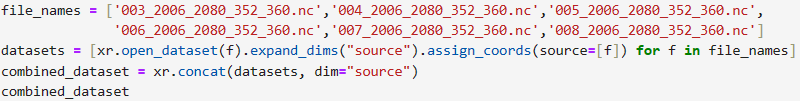 file_names = ['003_2006_2080_352_360.nc','004_2006_2080_352_360.nc','005_2006_2080_352_360.nc',
'006_2006_2080_352_360.nc','007_2006_2080_352_360.nc','008_2006_2080_352_360.nc']
datasets = [xr.open_dataset(f).expand_dims("source").assign_coords(source=[f]) for f in file_names]
combined_dataset = xr.concat(datasets, dim="source")
combined_dataset